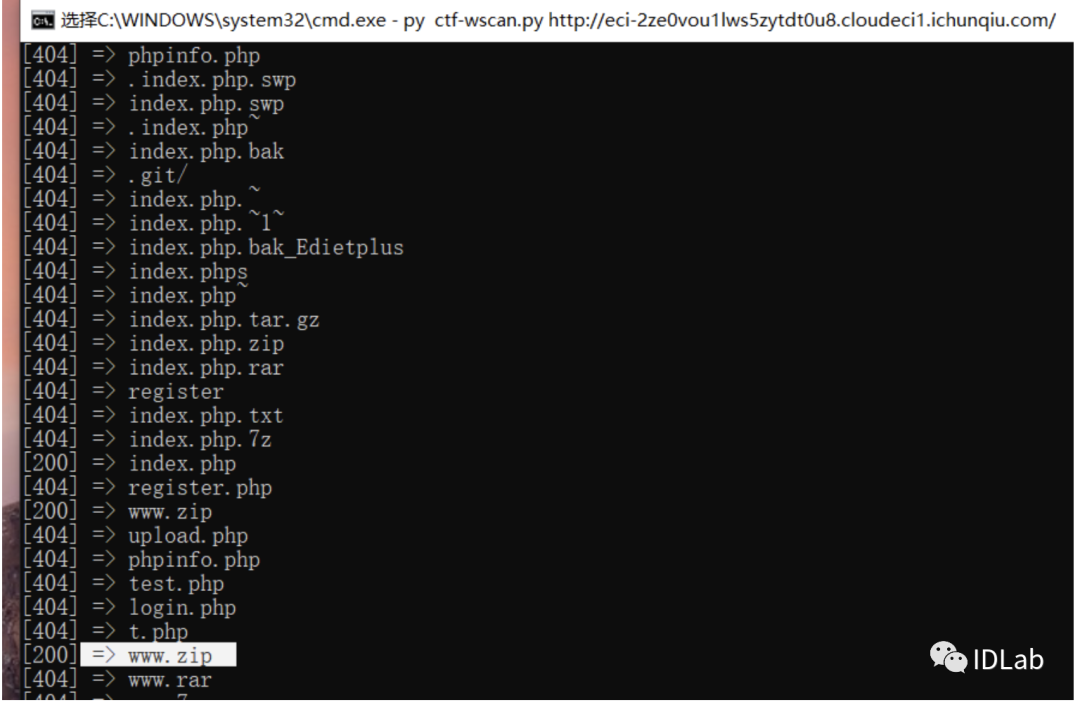 选择C:\WINDOWS\system32\cmd.exe - py  ctf-wscan.py http://eci-2ze0vou1lws5zytdt0u8.cloudeci1.ichunqiu.com/
[404] => phpinfo.php
[404] => .index.php.swp
[404] => index.php.swp
[404] => .index.php~
[404] => index.php.bak
[404] => .git/
[404] => index.php.~
[404] => index.php.~1~
[404] => index.php.bak_Edietplus
[404] => index.phps
[404] => index.php~
[404] => index.php.tar.gz
[404] => index.php.zip
[404] => index.php.rar
[404] => register
[404] => index.php.txt
[404] => index.php.7z
[200] => index.php
[404] => register.php
[200] => www.zip
[404] => upload.php
[404] => phpinfo.php
[404] => test.php
[404] => login.php
[404] => t.php
[200] => www.zip
[404] => www.rar
IDLab